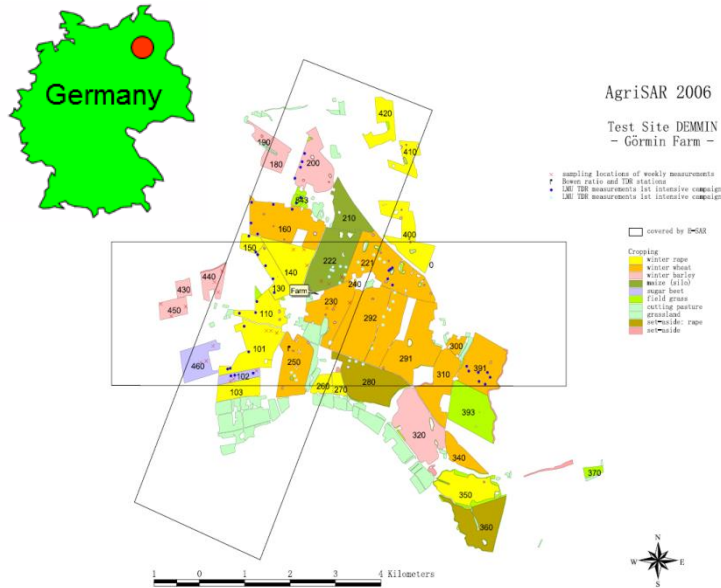 Germany
AgriSAR 2006
Test Site DEMMIN
- Görmin Farm -
sampling locations of weekly measurements
Bowen ratio and TDR stations
LMU TDR measurements 1st intensive campaign
LMU TDR measurements 1st intensive campaign
covered by E-SAR
Cropping
winter rape
winter wheat
winter barley
maize (silo)
sugar beet
field grass
cutting pasture
grassland
set-aside: rape
set-aside
420
410
190
180
200
210
160
400
150
222
221
140
0
440
240
430
Farm
230
450
110
292
300
101
291
250
310
391
460
102
280
260
270
103
393
320
340
370
350
360
1 0 1 2 3 4 Kilometers
N
W E
S